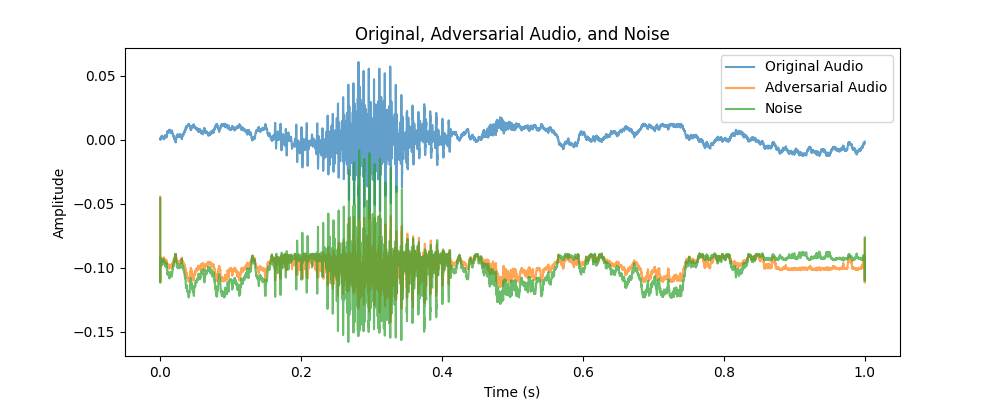 Original, Adversarial Audio, and Noise
Original Audio
Adversarial Audio
Noise
Amplitude
0.05
0.00
−0.05
−0.10
−0.15
0.0
0.2
0.4
0.6
0.8
1.0
Time (s)